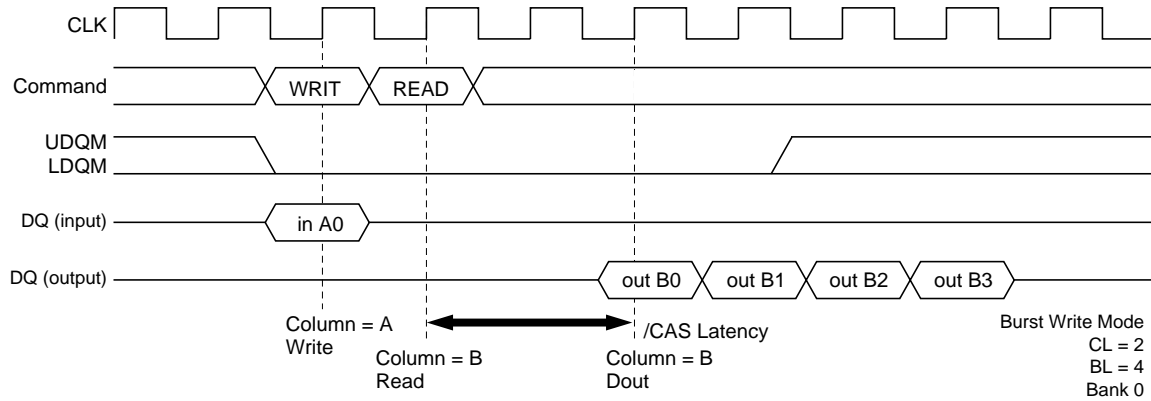 CLK
Command
WRIT
READ
UDQM
LDQM
DQ (input)
in A0
DQ (output)
out B0
out B1
out B2
out B3
Column = A
Write
/CAS Latency
Column = B
Read
Column = B
Dout
Burst Write Mode
CL = 2
BL = 4
Bank 0